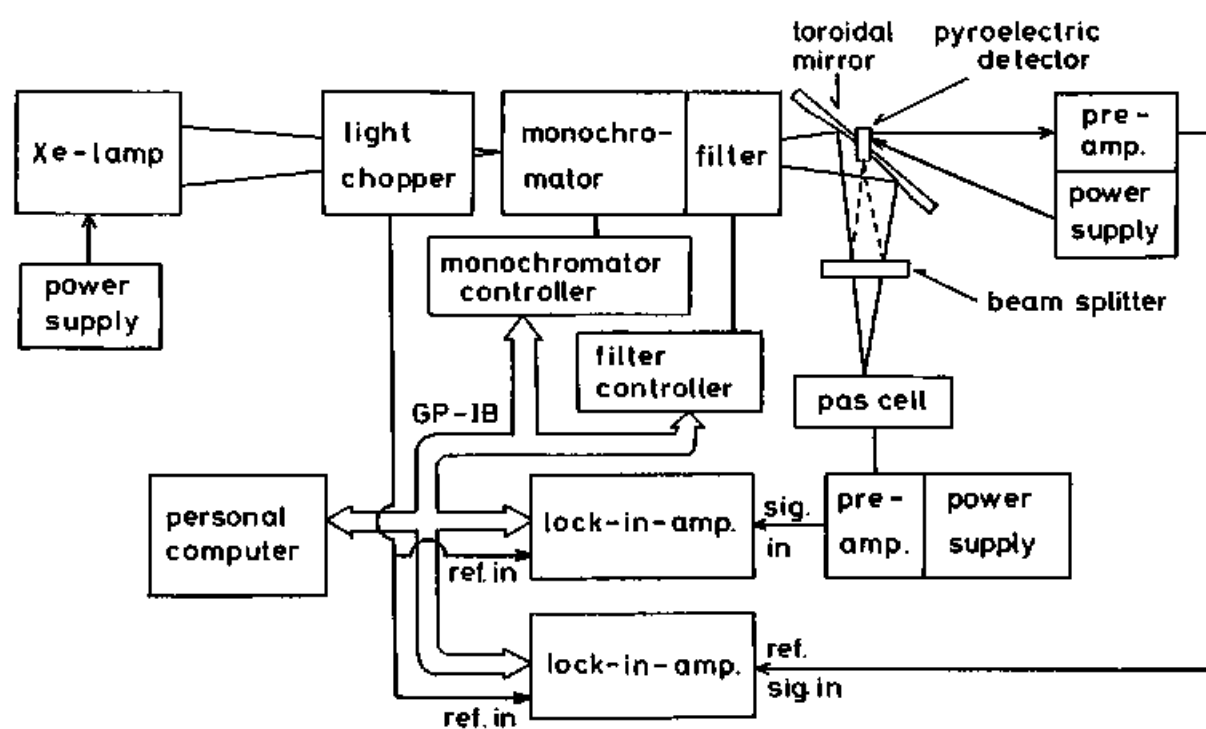 toroidal
mirror
pyroelectric
detector
Xe-lamp
light
chopper
monochro-
mator
filter
pre-
amp.
power
supply
power
supply
monochromator
controller
beam splitter
filter
controller
pas cell
GP-IB
personal
computer
lock-in-amp.
sig.
in
pre-
amp.
power
supply
ref.in
lock-in-amp.
ref.
sig.in
ref.in